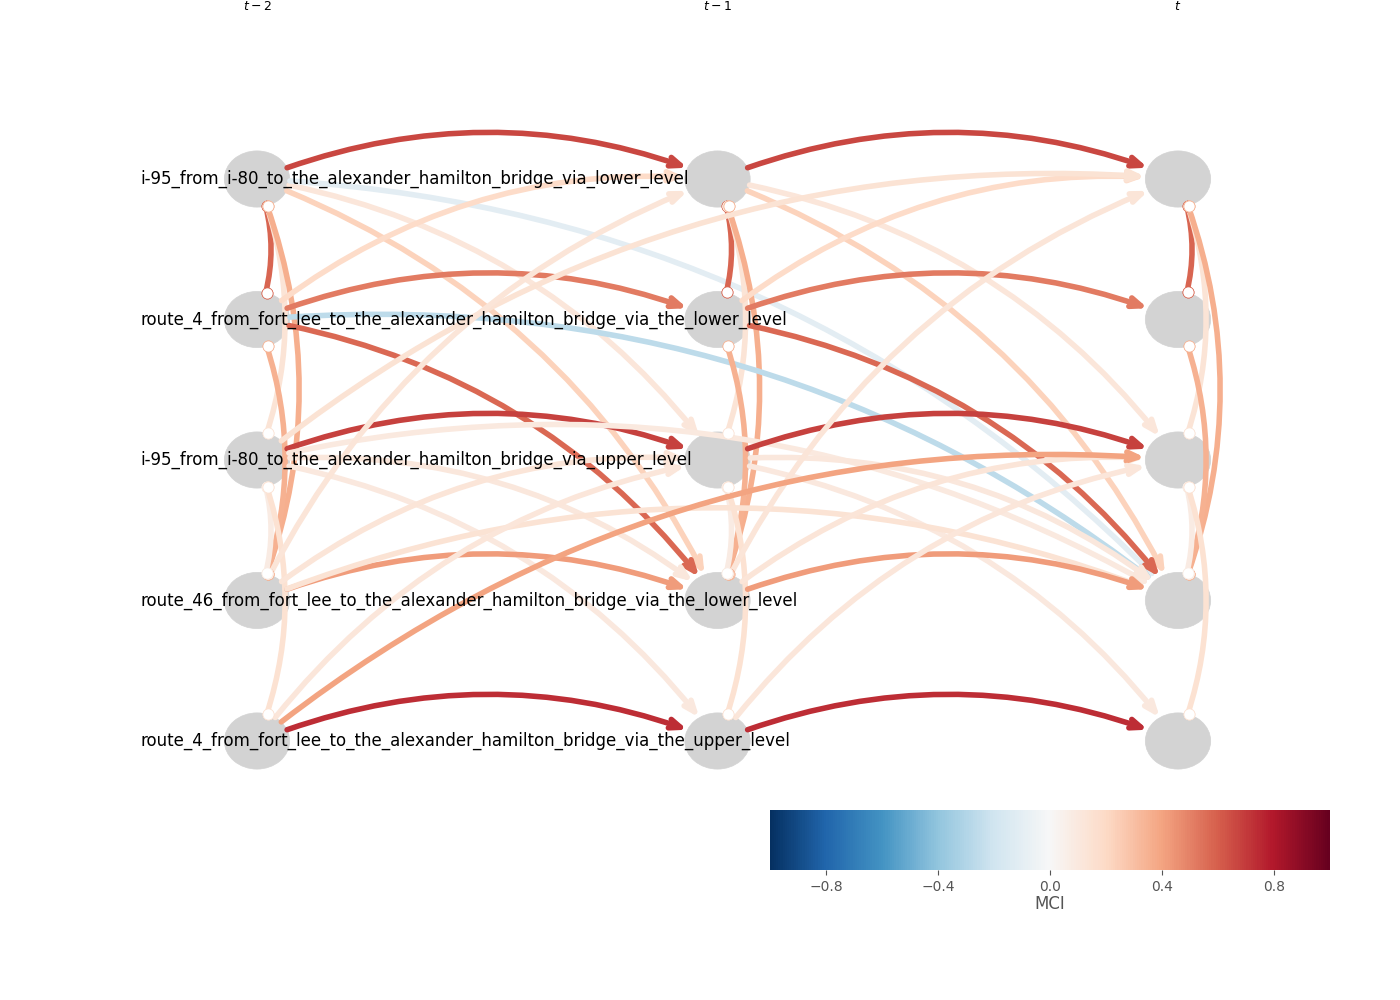 t − 2
t − 1
t
i-95_from_i-80_to_the_alexander_hamilton_bridge_via_lower_level
route_4_from_fort_lee_to_the_alexander_hamilton_bridge_via_the_lower_level
i-95_from_i-80_to_the_alexander_hamilton_bridge_via_upper_level
route_46_from_fort_lee_to_the_alexander_hamilton_bridge_via_the_lower_level
route_4_from_fort_lee_to_the_alexander_hamilton_bridge_via_the_upper_level
−0.8 −0.4 0.0 0.4 0.8
MCI